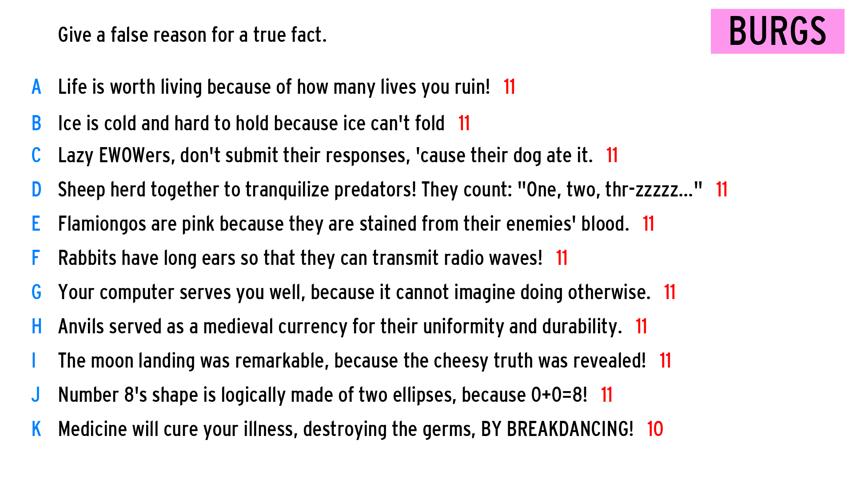 Give a false reason for a true fact.
BURGS
A Life is worth living because of how many lives you ruin! 11
B Ice is cold and hard to hold because ice can't fold 11
C Lazy EWOWers, don't submit their responses, 'cause their dog ate it. 11
D Sheep herd together to tranquilize predators! They count: "One, two, thr-zzzzz..." 11
E Flamiongos are pink because they are stained from their enemies' blood. 11
F Rabbits have long ears so that they can transmit radio waves! 11
G Your computer serves you well, because it cannot imagine doing otherwise. 11
H Anvils served as a medieval currency for their uniformity and durability. 11
I The moon landing was remarkable, because the cheesy truth was revealed! 11
J Number 8's shape is logically made of two ellipses, because 0+0=8! 11
K Medicine will cure your illness, destroying the germs, BY BREAKDANCING! 10